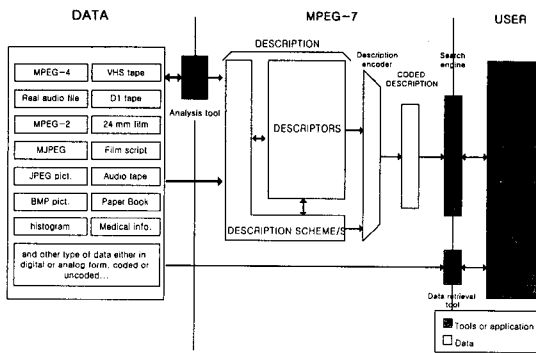 DATA
MPEG-7
USER
MPEG-4
VHS tape
Real audio file
D1 tape
MPEG-2
24 mm film
MJPEG
Film script
JPEG pict.
Audio tape
BMP pict.
Paper Book
histogram
Medical info.
and other type of data either in
digital or analog form, coded or
uncoded...
Analysis tool
DESCRIPTION
DESCRIPTORS
DESCRIPTION SCHEME/S
Description
encoder
CODED
DESCRIPTION
Search
engine
Data retrieval
tool
Tools or application
Data